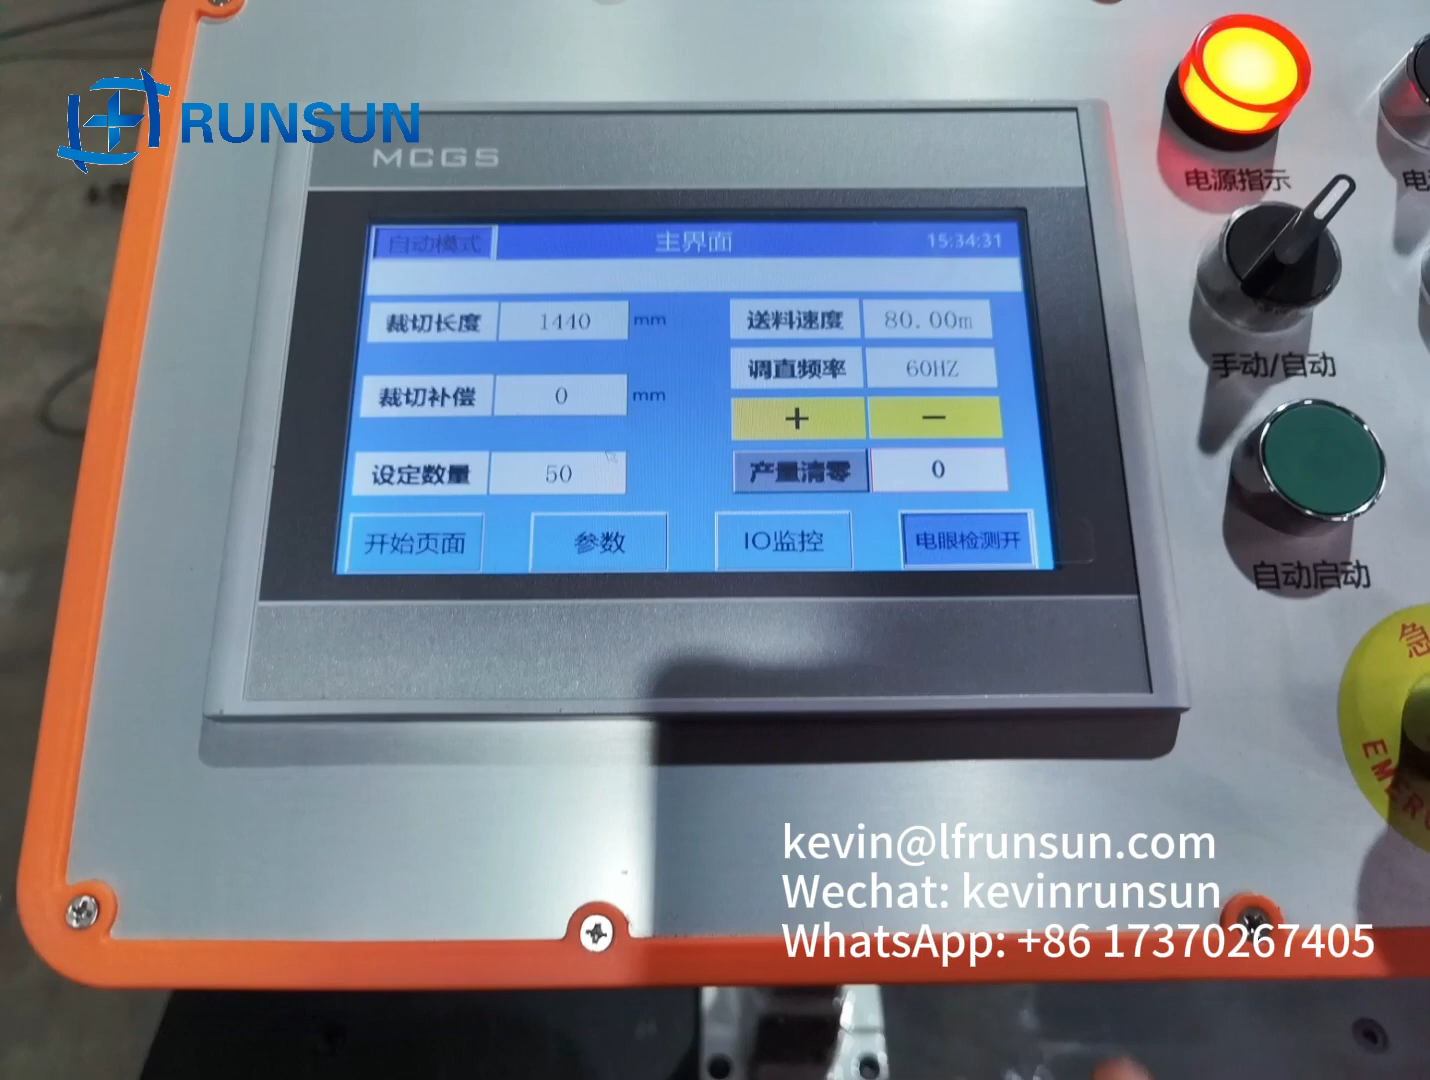 RUNSUN
MCGS
自动模式 主界面 15:34:31
裁切长度 1440 mm 送料速度 80.00m
调直频率 60HZ
裁切补偿 0 mm
+ −
设定数量 50 产量清零 0
开始页面 参数 IO监控 电眼检测开
电源指示
电
手动/自动
自动启动
急
EMERG
kevin@lfrunsun.com
Wechat: kevinrunsun
WhatsApp: +86 17370267405